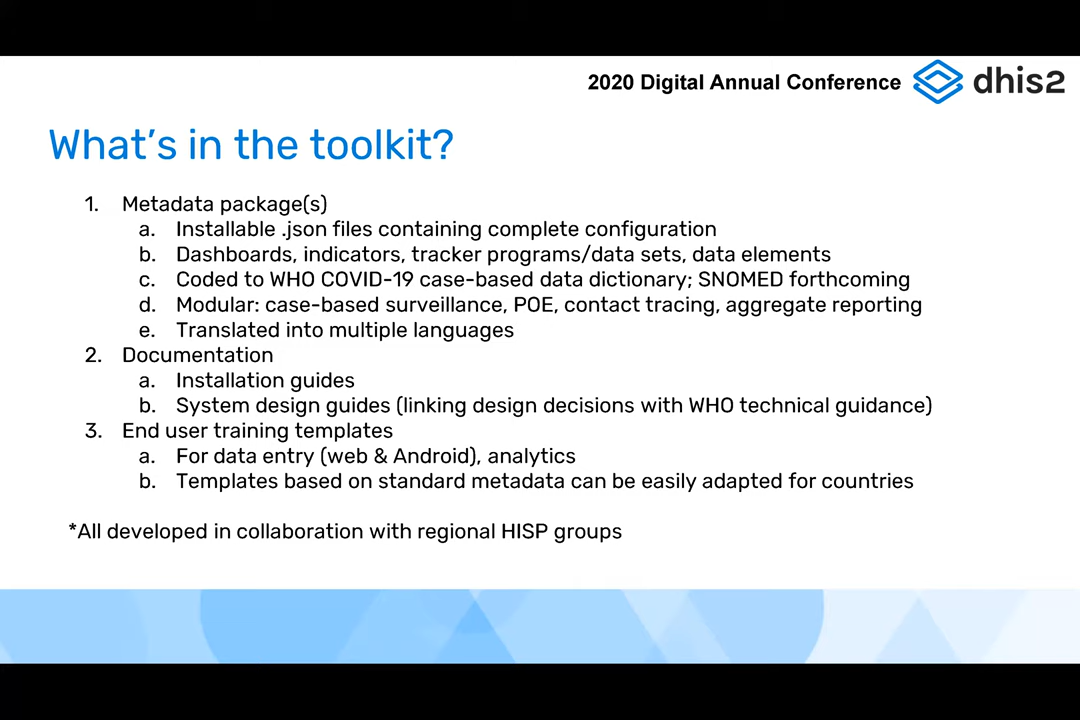 2020 Digital Annual Conference dhis2
What's in the toolkit?
1. Metadata package(s)
a. Installable .json files containing complete configuration
b. Dashboards, indicators, tracker programs/data sets, data elements
c. Coded to WHO COVID-19 case-based data dictionary; SNOMED forthcoming
d. Modular: case-based surveillance, POE, contact tracing, aggregate reporting
e. Translated into multiple languages
2. Documentation
a. Installation guides
b. System design guides (linking design decisions with WHO technical guidance)
3. End user training templates
a. For data entry (web & Android), analytics
b. Templates based on standard metadata can be easily adapted for countries
*All developed in collaboration with regional HISP groups